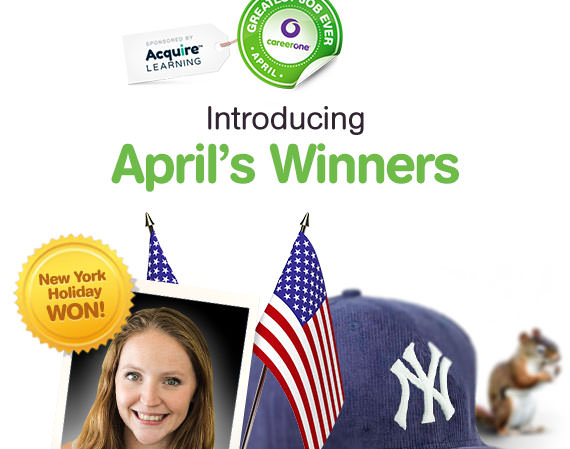 SPONSORED BY
Acquire™
LEARNING
GREATEST JOB EVER
careerone
• APRIL •
Introducing
April's Winners
New York
Holiday
WON!
NY